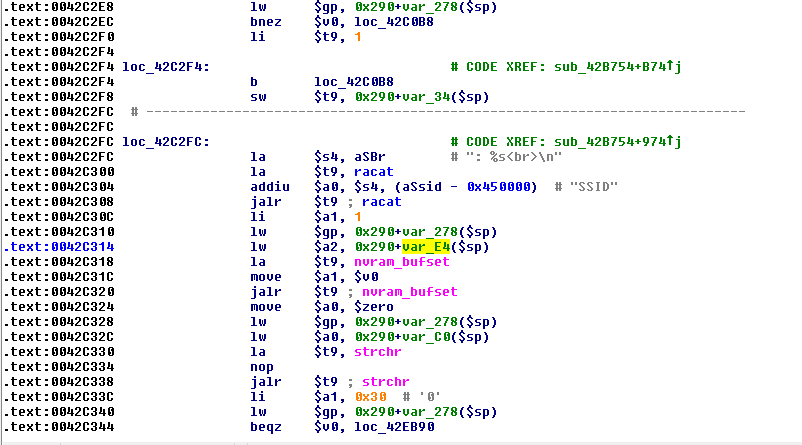 .text:0042C2E8 lw $gp, 0x290+var_278($sp)
.text:0042C2EC bnez $v0, loc_42C0B8
.text:0042C2F0 li $t9, 1
.text:0042C2F4
.text:0042C2F4 loc_42C2F4: # CODE XREF: sub_42B754+B74↑j
.text:0042C2F4 b loc_42C0B8
.text:0042C2F8 sw $t9, 0x290+var_34($sp)
.text:0042C2FC # ---------------------------------------------------------------------------
.text:0042C2FC
.text:0042C2FC loc_42C2FC: # CODE XREF: sub_42B754+974↑j
.text:0042C2FC la $s4, aSBr # ": %s<br>\n"
.text:0042C300 la $t9, racat
.text:0042C304 addiu $a0, $s4, (aSsid - 0x450000) # "SSID"
.text:0042C308 jalr $t9 ; racat
.text:0042C30C li $a1, 1
.text:0042C310 lw $gp, 0x290+var_278($sp)
.text:0042C314 lw $a2, 0x290+var_E4($sp)
.text:0042C318 la $t9, nvram_bufset
.text:0042C31C move $a1, $v0
.text:0042C320 jalr $t9 ; nvram_bufset
.text:0042C324 move $a0, $zero
.text:0042C328 lw $gp, 0x290+var_278($sp)
.text:0042C32C lw $a0, 0x290+var_C0($sp)
.text:0042C330 la $t9, strchr
.text:0042C334 nop
.text:0042C338 jalr $t9 ; strchr
.text:0042C33C li $a1, 0x30 # '0'
.text:0042C340 lw $gp, 0x290+var_278($sp)
.text:0042C344 beqz $v0, loc_42EB90